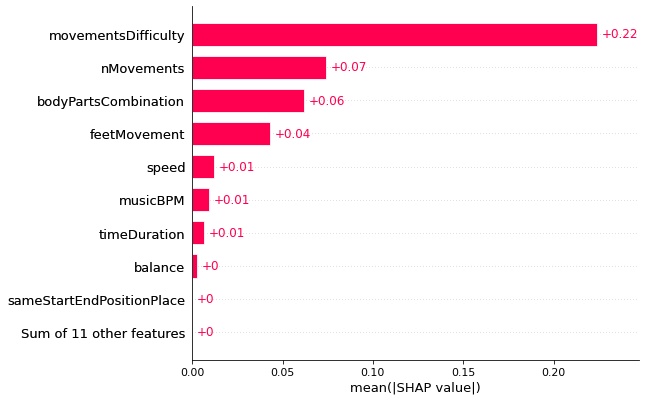 movementsDifficulty +0.22
nMovements +0.07
bodyPartsCombination +0.06
feetMovement +0.04
speed +0.01
musicBPM +0.01
timeDuration +0.01
balance +0
sameStartEndPositionPlace +0
Sum of 11 other features +0
0.00 0.05 0.10 0.15 0.20
mean(|SHAP value|)